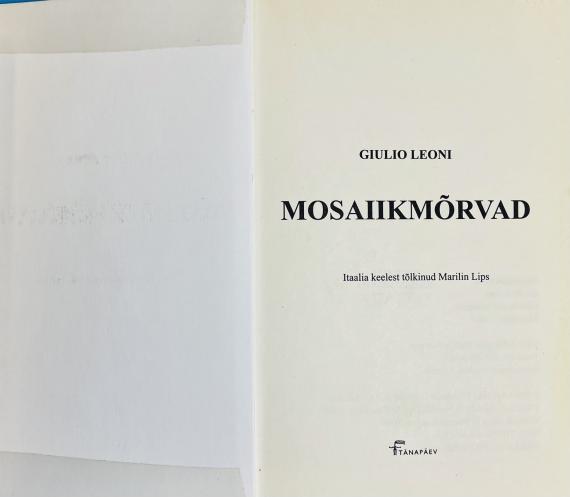 GIULIO LEONI
MOSAIIKMÕRVAD
Itaalia keelest tõlkinud Marilin Lips
TÄNAPÄEV